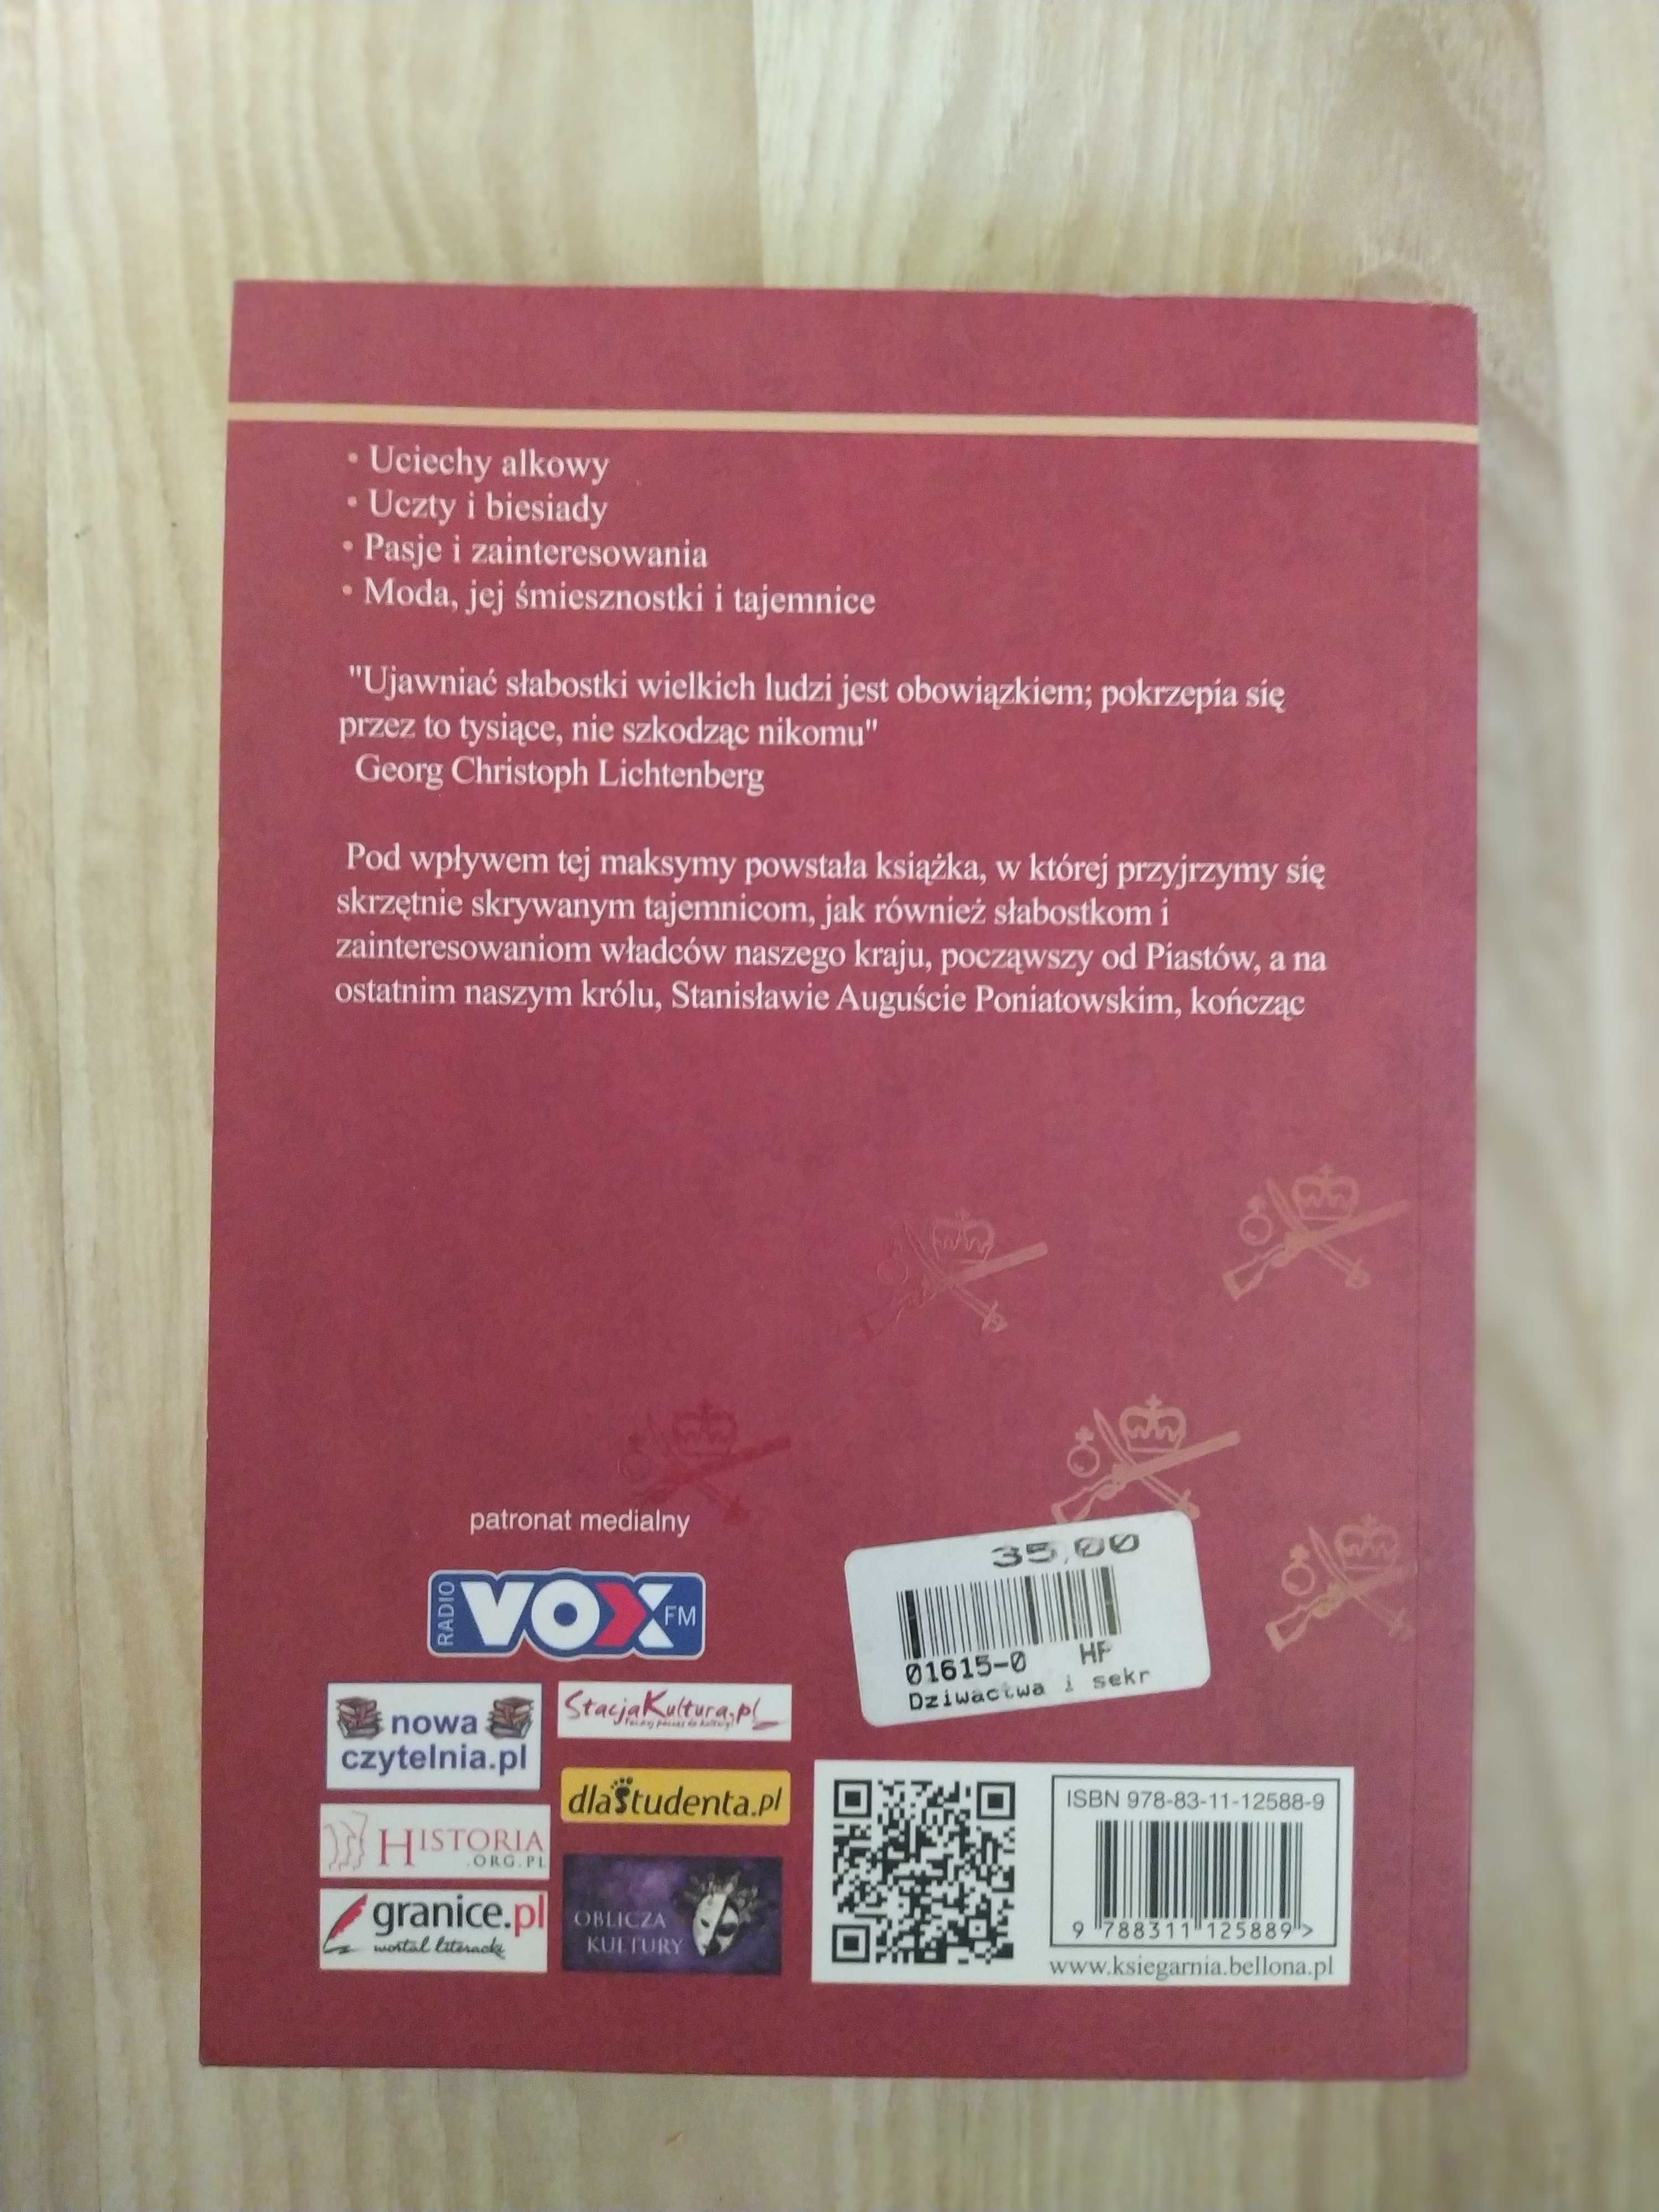 • Uciechy alkowy
• Uczty i biesiady
• Pasje i zainteresowania
• Moda, jej śmiesznostki i tajemnice
"Ujawniać słabostki wielkich ludzi jest obowiązkiem; pokrzepia się
przez to tysiące, nie szkodząc nikomu"
Georg Christoph Lichtenberg
Pod wpływem tej maksymy powstała książka, w której przyjrzymy się
skrzętnie skrywanym tajemnicom, jak również słabostkom i
zainteresowaniom władców naszego kraju, począwszy od Piastów, a na
ostatnim naszym królu, Stanisławie Auguście Poniatowskim, kończąc
patronat medialny
RADIO VOX FM
nowa
czytelnia.pl
StacjaKultura.pl
dlaStudenta.pl
HISTORIA
.ORG.PL
granice.pl
wortal literacki
OBLICZA
KULTURY
35,00
01615-0 HP
Dziwactwa i sekr
ISBN 978-83-11-12588-9
9 788311 125889 >
www.ksiegarnia.bellona.pl